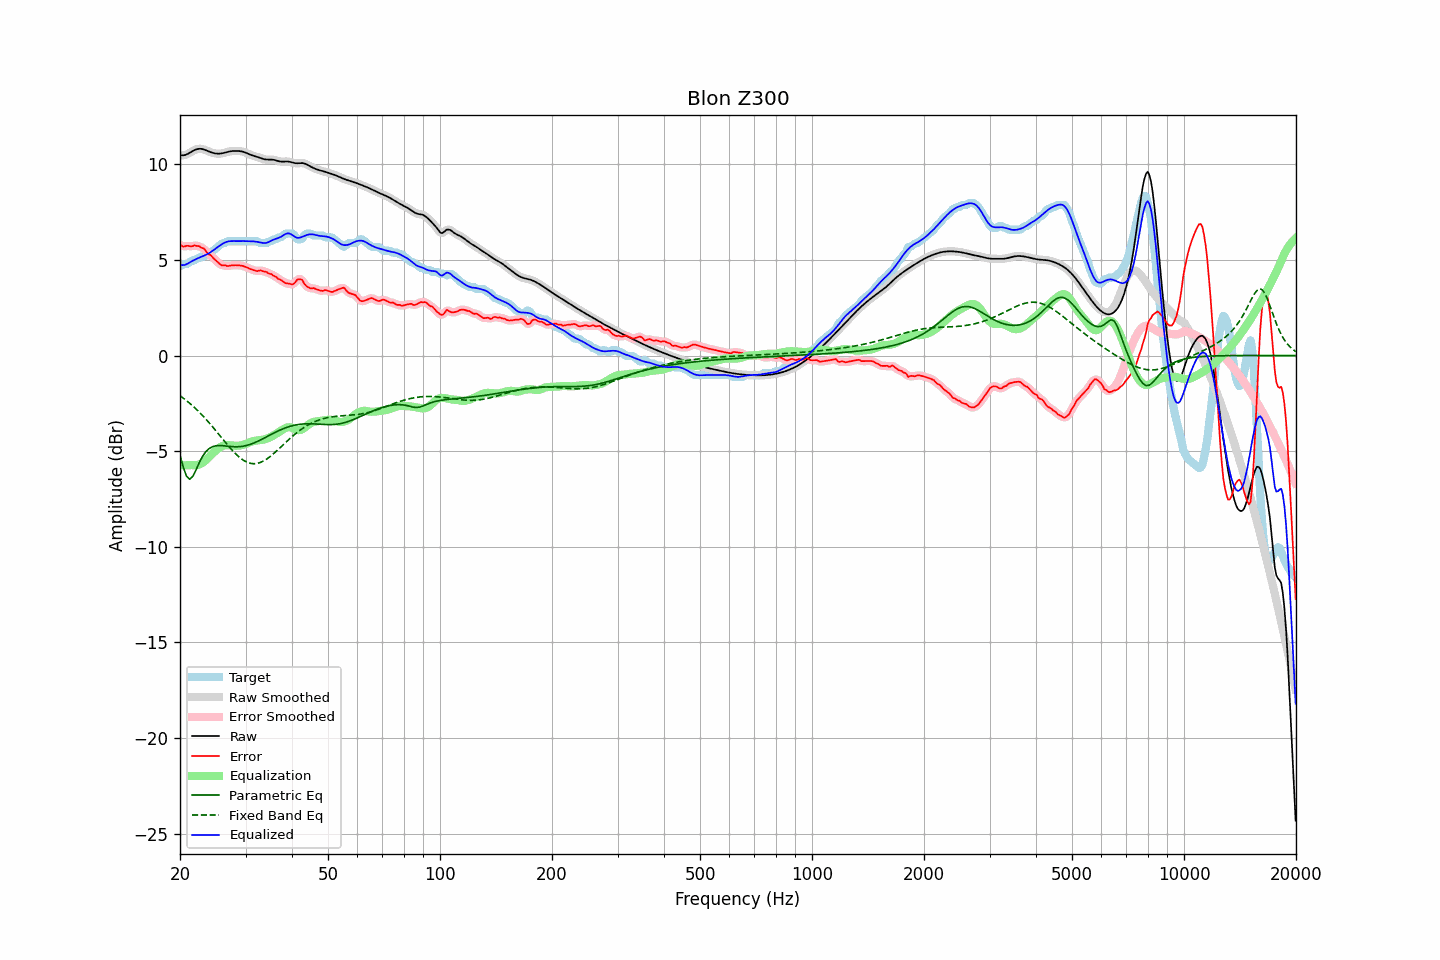 Blon Z300
Amplitude (dBr)
10
5
0
−5
−10
−15
−20
−25
Target
Raw Smoothed
Error Smoothed
Raw
Error
Equalization
Parametric Eq
Fixed Band Eq
Equalized
20 50 100 200 500 1000 2000 5000 10000 20000
Frequency (Hz)